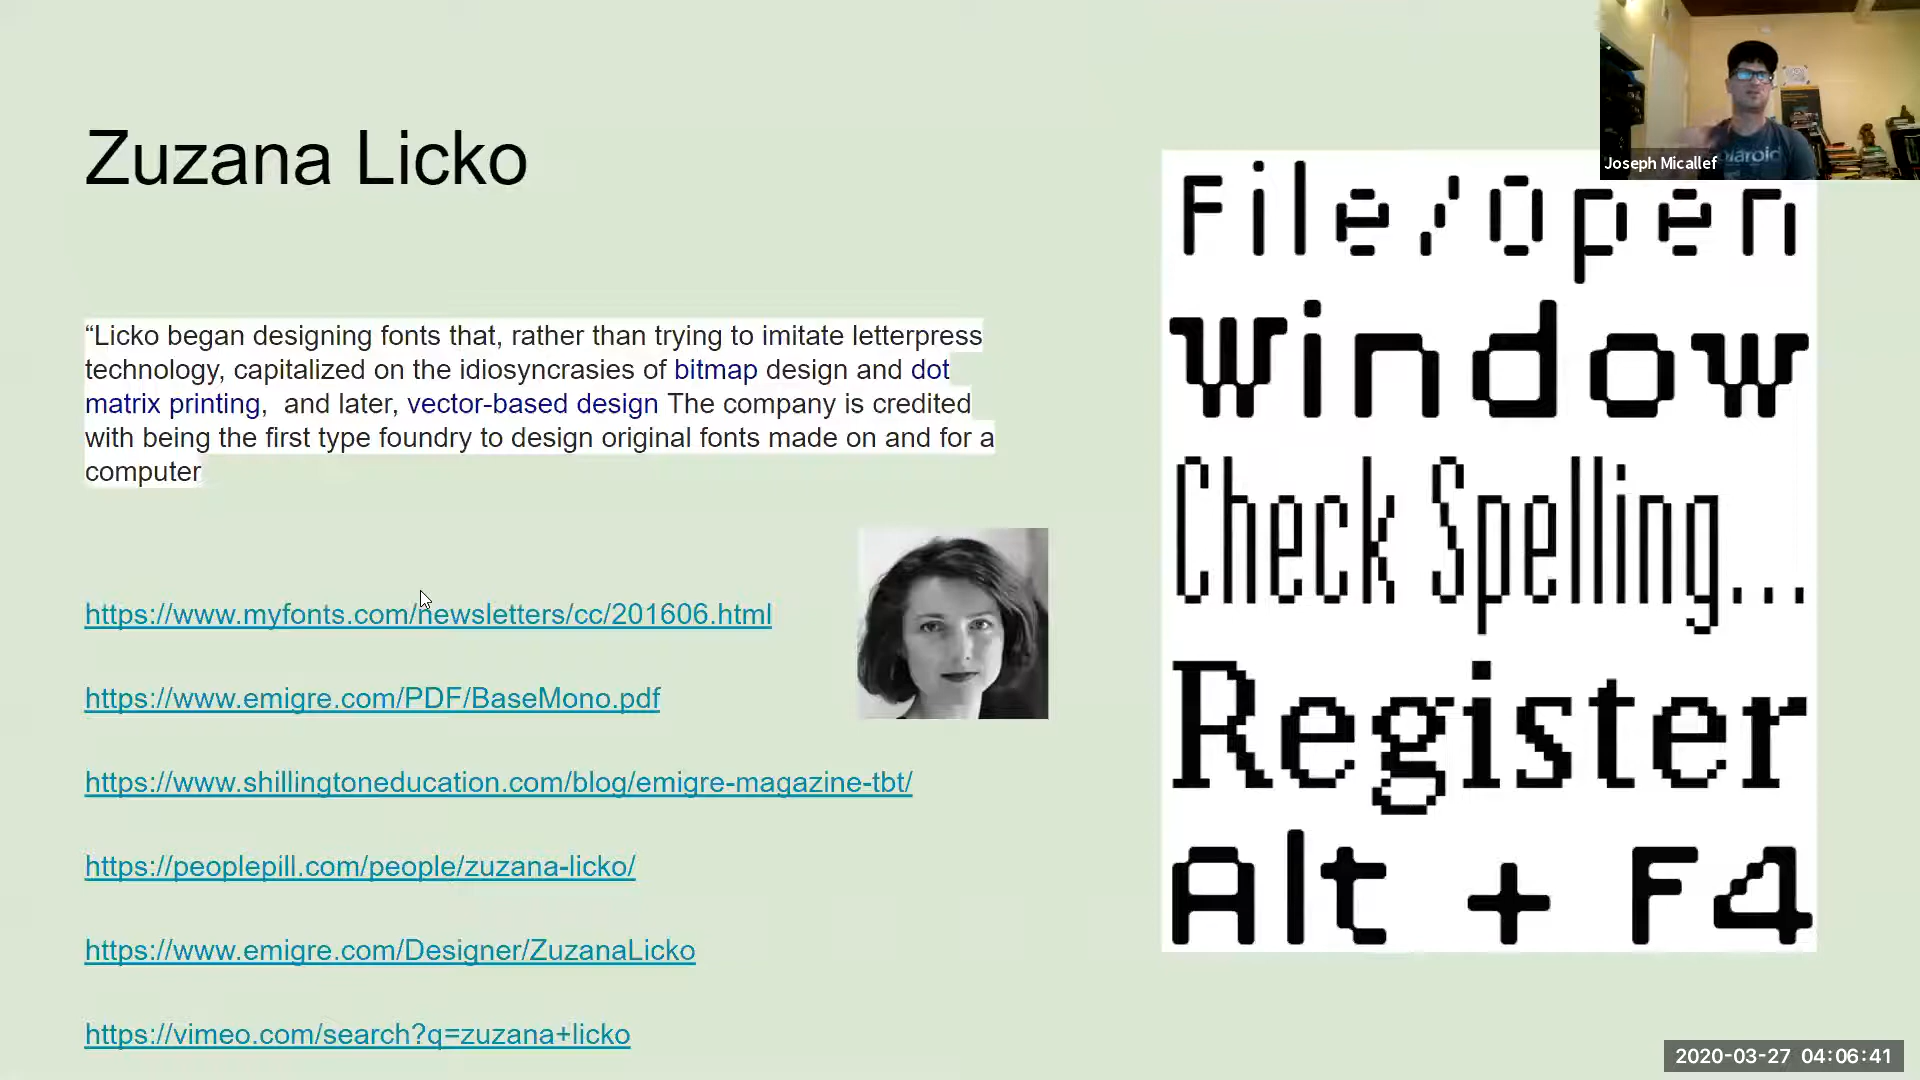 Zuzana Licko
“Licko began designing fonts that, rather than trying to imitate letterpress
technology, capitalized on the idiosyncrasies of bitmap design and dot
matrix printing,  and later, vector-based design The company is credited
with being the first type foundry to design original fonts made on and for a
computer
https://www.myfonts.com/newsletters/cc/201606.html
https://www.emigre.com/PDF/BaseMono.pdf
https://www.shillingtoneducation.com/blog/emigre-magazine-tbt/
https://peoplepill.com/people/zuzana-licko/
https://www.emigre.com/Designer/ZuzanaLicko
https://vimeo.com/search?q=zuzana+licko
File/Open
Window
Check Spelling...
Register
Alt + F4
Joseph Micallef
2020-03-27 04:06:41